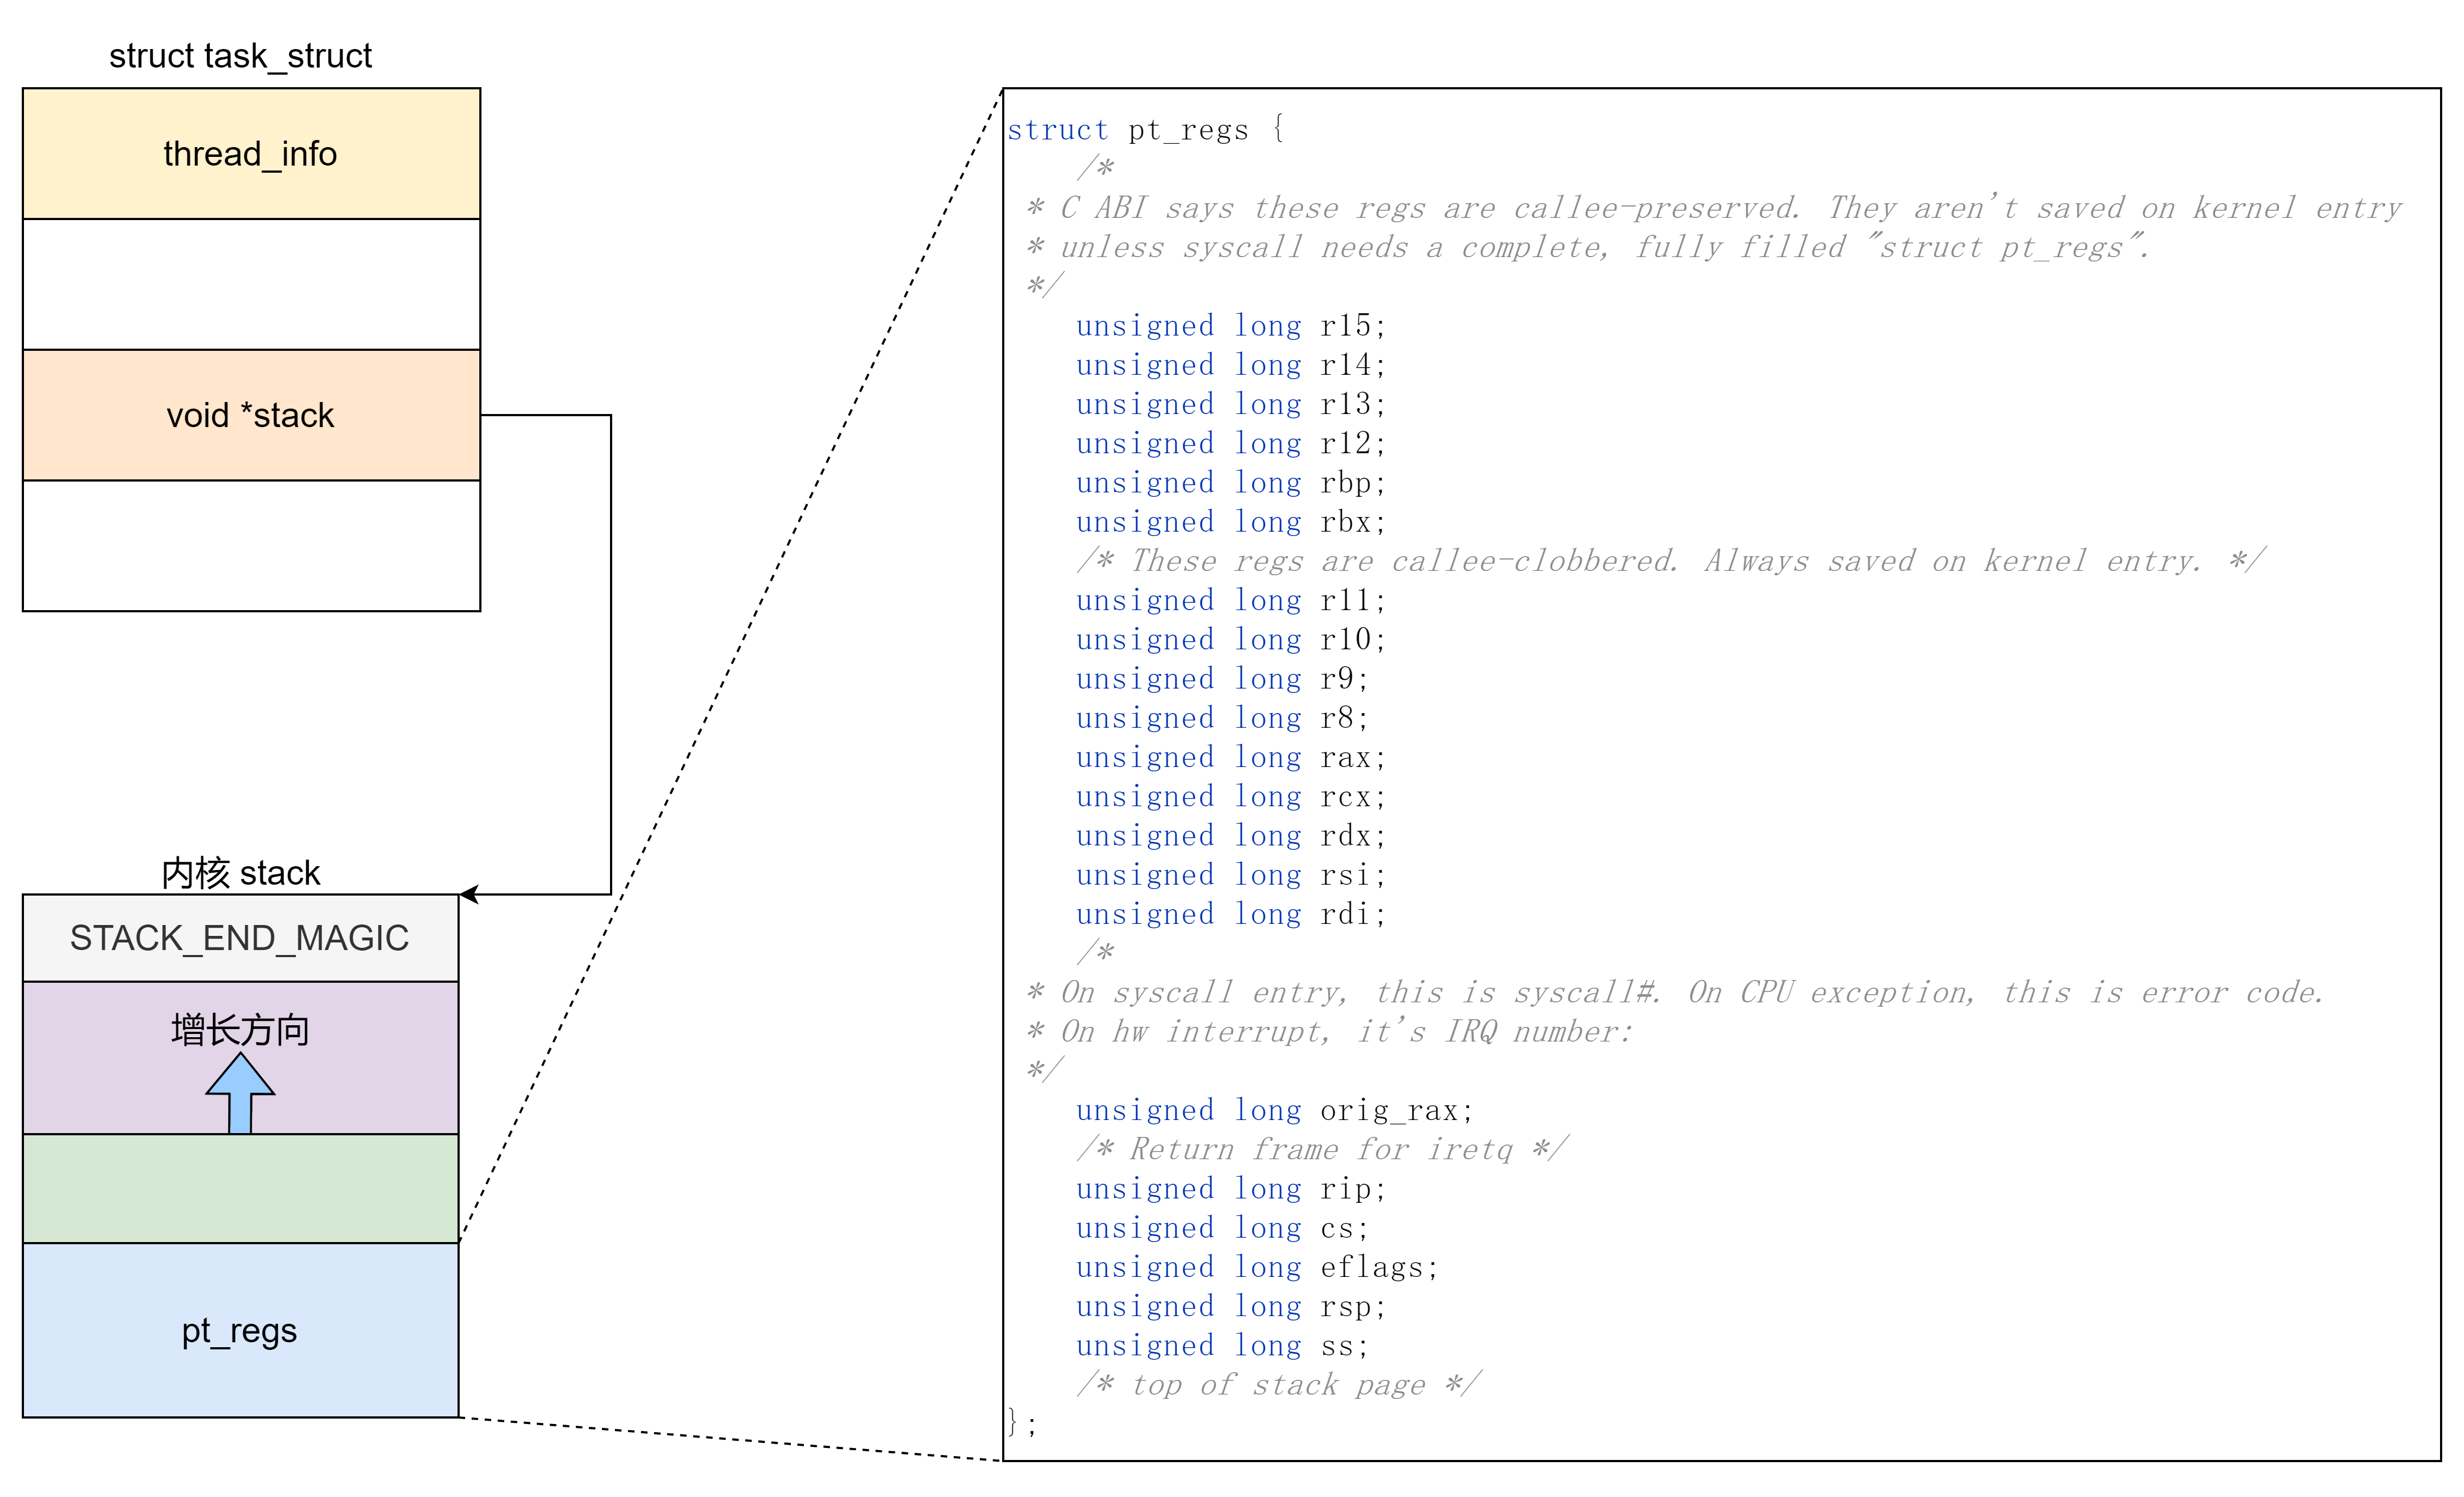 struct task_struct
thread_info
void *stack
内核 stack
STACK_END_MAGIC
增长方向
pt_regs
struct pt_regs {
/*
* C ABI says these regs are callee-preserved. They aren't saved on kernel entry
* unless syscall needs a complete, fully filled "struct pt_regs".
*/
unsigned long r15;
unsigned long r14;
unsigned long r13;
unsigned long r12;
unsigned long rbp;
unsigned long rbx;
/* These regs are callee-clobbered. Always saved on kernel entry. */
unsigned long r11;
unsigned long r10;
unsigned long r9;
unsigned long r8;
unsigned long rax;
unsigned long rcx;
unsigned long rdx;
unsigned long rsi;
unsigned long rdi;
/*
* On syscall entry, this is syscall#. On CPU exception, this is error code.
* On hw interrupt, it's IRQ number:
*/
unsigned long orig_rax;
/* Return frame for iretq */
unsigned long rip;
unsigned long cs;
unsigned long eflags;
unsigned long rsp;
unsigned long ss;
/* top of stack page */
};